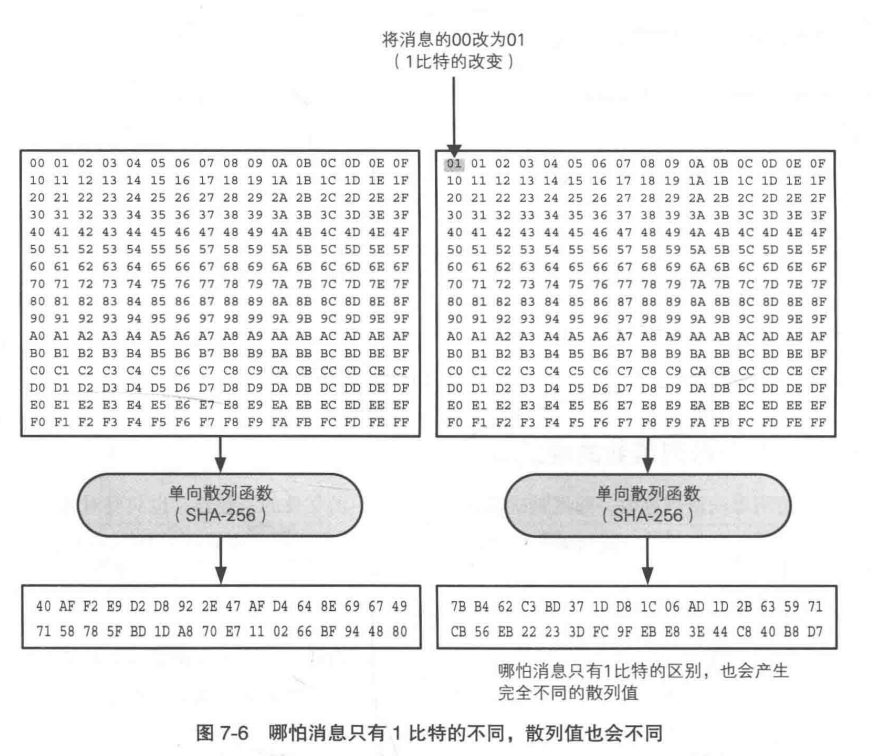 将消息的00改为01
（1比特的改变）
00 01 02 03 04 05 06 07 08 09 0A 0B 0C 0D 0E 0F
10 11 12 13 14 15 16 17 18 19 1A 1B 1C 1D 1E 1F
20 21 22 23 24 25 26 27 28 29 2A 2B 2C 2D 2E 2F
30 31 32 33 34 35 36 37 38 39 3A 3B 3C 3D 3E 3F
40 41 42 43 44 45 46 47 48 49 4A 4B 4C 4D 4E 4F
50 51 52 53 54 55 56 57 58 59 5A 5B 5C 5D 5E 5F
60 61 62 63 64 65 66 67 68 69 6A 6B 6C 6D 6E 6F
70 71 72 73 74 75 76 77 78 79 7A 7B 7C 7D 7E 7F
80 81 82 83 84 85 86 87 88 89 8A 8B 8C 8D 8E 8F
90 91 92 93 94 95 96 97 98 99 9A 9B 9C 9D 9E 9F
A0 A1 A2 A3 A4 A5 A6 A7 A8 A9 AA AB AC AD AE AF
B0 B1 B2 B3 B4 B5 B6 B7 B8 B9 BA BB BC BD BE BF
C0 C1 C2 C3 C4 C5 C6 C7 C8 C9 CA CB CC CD CE CF
D0 D1 D2 D3 D4 D5 D6 D7 D8 D9 DA DB DC DD DE DF
E0 E1 E2 E3 E4 E5 E6 E7 E8 E9 EA EB EC ED EE EF
F0 F1 F2 F3 F4 F5 F6 F7 F8 F9 FA FB FC FD FE FF
单向散列函数
（SHA-256）
40 AF F2 E9 D2 D8 92 2E 47 AF D4 64 8E 69 67 49
71 58 78 5F BD 1D A8 70 E7 11 02 66 BF 94 48 80
01 01 02 03 04 05 06 07 08 09 0A 0B 0C 0D 0E 0F
10 11 12 13 14 15 16 17 18 19 1A 1B 1C 1D 1E 1F
20 21 22 23 24 25 26 27 28 29 2A 2B 2C 2D 2E 2F
30 31 32 33 34 35 36 37 38 39 3A 3B 3C 3D 3E 3F
40 41 42 43 44 45 46 47 48 49 4A 4B 4C 4D 4E 4F
50 51 52 53 54 55 56 57 58 59 5A 5B 5C 5D 5E 5F
60 61 62 63 64 65 66 67 68 69 6A 6B 6C 6D 6E 6F
70 71 72 73 74 75 76 77 78 79 7A 7B 7C 7D 7E 7F
80 81 82 83 84 85 86 87 88 89 8A 8B 8C 8D 8E 8F
90 91 92 93 94 95 96 97 98 99 9A 9B 9C 9D 9E 9F
A0 A1 A2 A3 A4 A5 A6 A7 A8 A9 AA AB AC AD AE AF
B0 B1 B2 B3 B4 B5 B6 B7 B8 B9 BA BB BC BD BE BF
C0 C1 C2 C3 C4 C5 C6 C7 C8 C9 CA CB CC CD CE CF
D0 D1 D2 D3 D4 D5 D6 D7 D8 D9 DA DB DC DD DE DF
E0 E1 E2 E3 E4 E5 E6 E7 E8 E9 EA EB EC ED EE EF
F0 F1 F2 F3 F4 F5 F6 F7 F8 F9 FA FB FC FD FE FF
单向散列函数
（SHA-256）
7B B4 62 C3 BD 37 1D D8 1C 06 AD 1D 2B 63 59 71
CB 56 EB 22 23 3D FC 9F EB E8 3E 44 C8 40 B8 D7
哪怕消息只有1比特的区别，也会产生
完全不同的散列值
图 7-6 哪怕消息只有 1 比特的不同，散列值也会不同